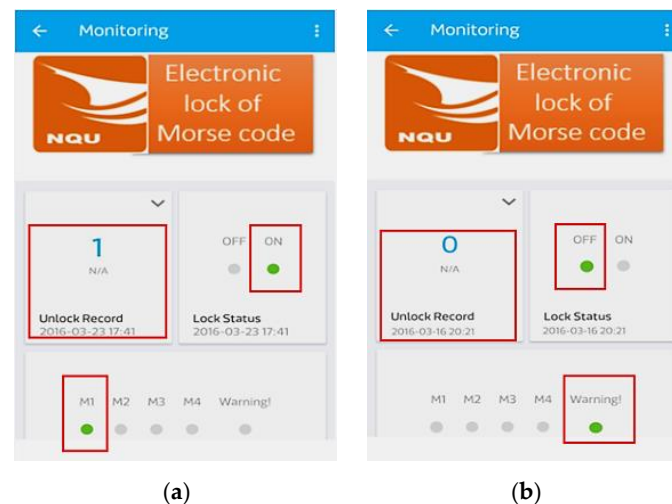 Monitoring
Electronic
lock of
Morse code
NQU
1
N/A
Unlock Record
2016-03-23 17:41
OFF ON
Lock Status
2016-03-23 17:41
M1 M2 M3 M4 Warning!
(a)
Monitoring
Electronic
lock of
Morse code
NQU
0
N/A
Unlock Record
2016-03-16 20:21
OFF ON
Lock Status
2016-03-16 20:21
M1 M2 M3 M4 Warning!
(b)